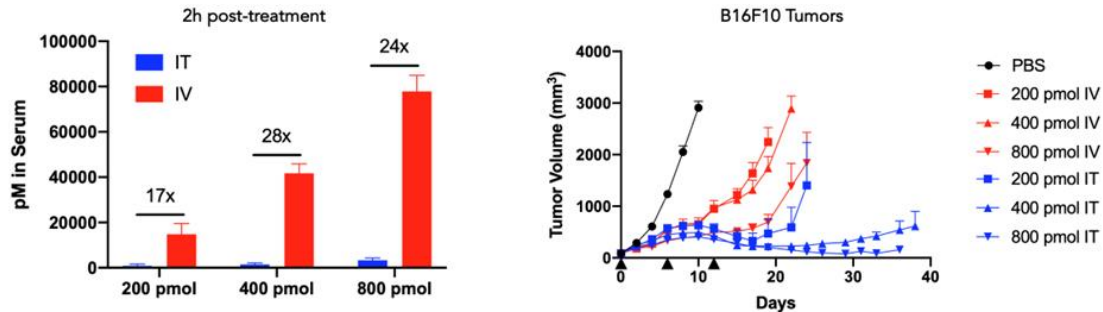 2h post-treatment
100000
80000
60000
40000
20000
0
pM in Serum
IT
IV
17x
28x
24x
200 pmol
400 pmol
800 pmol
B16F10 Tumors
4000
3000
2000
1000
0
Tumor Volume (mm³)
0
10
20
30
40
Days
PBS
200 pmol IV
400 pmol IV
800 pmol IV
200 pmol IT
400 pmol IT
800 pmol IT